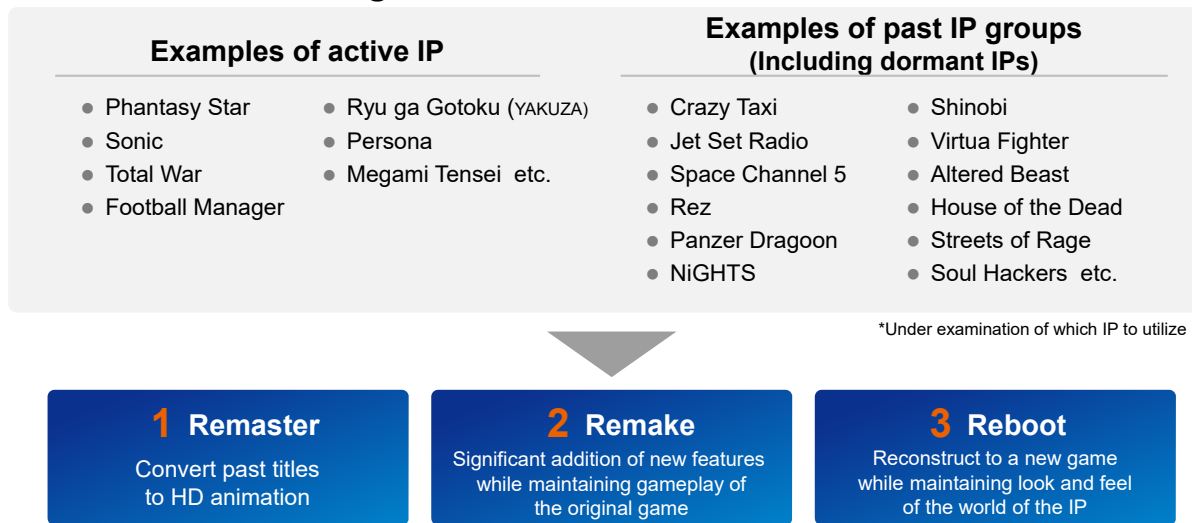 Examples of active IP
Phantasy Star
Sonic
Total War
Football Manager
Ryu ga Gotoku (YAKUZA)
Persona
Megami Tensei etc.
Examples of past IP groups
(Including dormant IPs)
Crazy Taxi
Jet Set Radio
Space Channel 5
Rez
Panzer Dragoon
NiGHTS
Shinobi
Virtua Fighter
Altered Beast
House of the Dead
Streets of Rage
Soul Hackers etc.
*Under examination of which IP to utilize
1 Remaster
Convert past titles
to HD animation
2 Remake
Significant addition of new features
while maintaining gameplay of
the original game
3 Reboot
Reconstruct to a new game
while maintaining look and feel
of the world of the IP